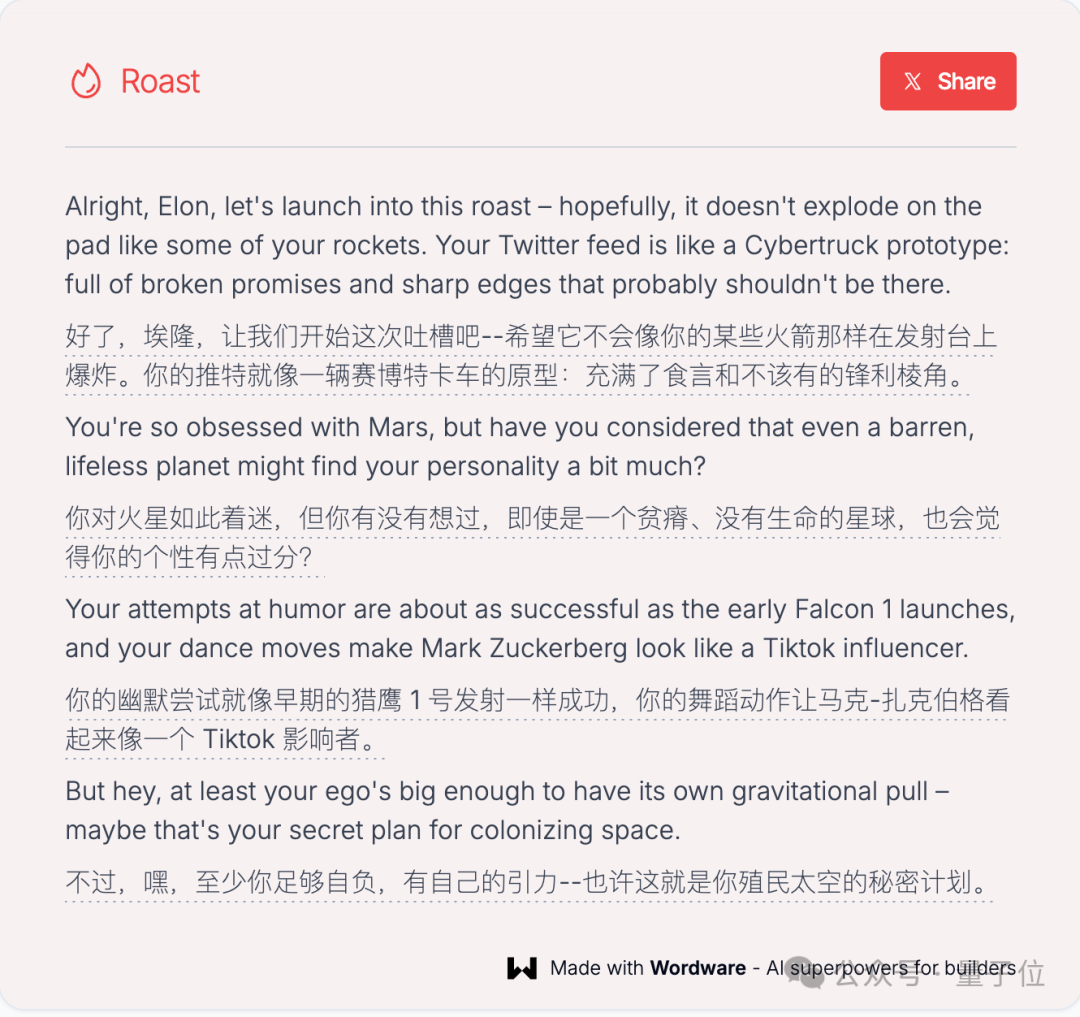 Roast
Share
Alright, Elon, let's launch into this roast – hopefully, it doesn't explode on the
pad like some of your rockets. Your Twitter feed is like a Cybertruck prototype:
full of broken promises and sharp edges that probably shouldn't be there.
好了，埃隆，让我们开始这次吐槽吧--希望它不会像你的某些火箭那样在发射台上
爆炸。你的推特就像一辆赛博特卡车的原型：充满了食言和不该有的锋利棱角。
You're so obsessed with Mars, but have you considered that even a barren,
lifeless planet might find your personality a bit much?
你对火星如此着迷，但你有没有想过，即使是一个贫瘠、没有生命的星球，也会觉
得你的个性有点过分？
Your attempts at humor are about as successful as the early Falcon 1 launches,
and your dance moves make Mark Zuckerberg look like a Tiktok influencer.
你的幽默尝试就像早期的猎鹰 1 号发射一样成功，你的舞蹈动作让马克-扎克伯格看
起来像一个 Tiktok 影响者。
But hey, at least your ego's big enough to have its own gravitational pull –
maybe that's your secret plan for colonizing space.
不过，嘿，至少你足够自负，有自己的引力--也许这就是你殖民太空的秘密计划。
Made with Wordware - AI superpowers for builders
公众号 · 量子位